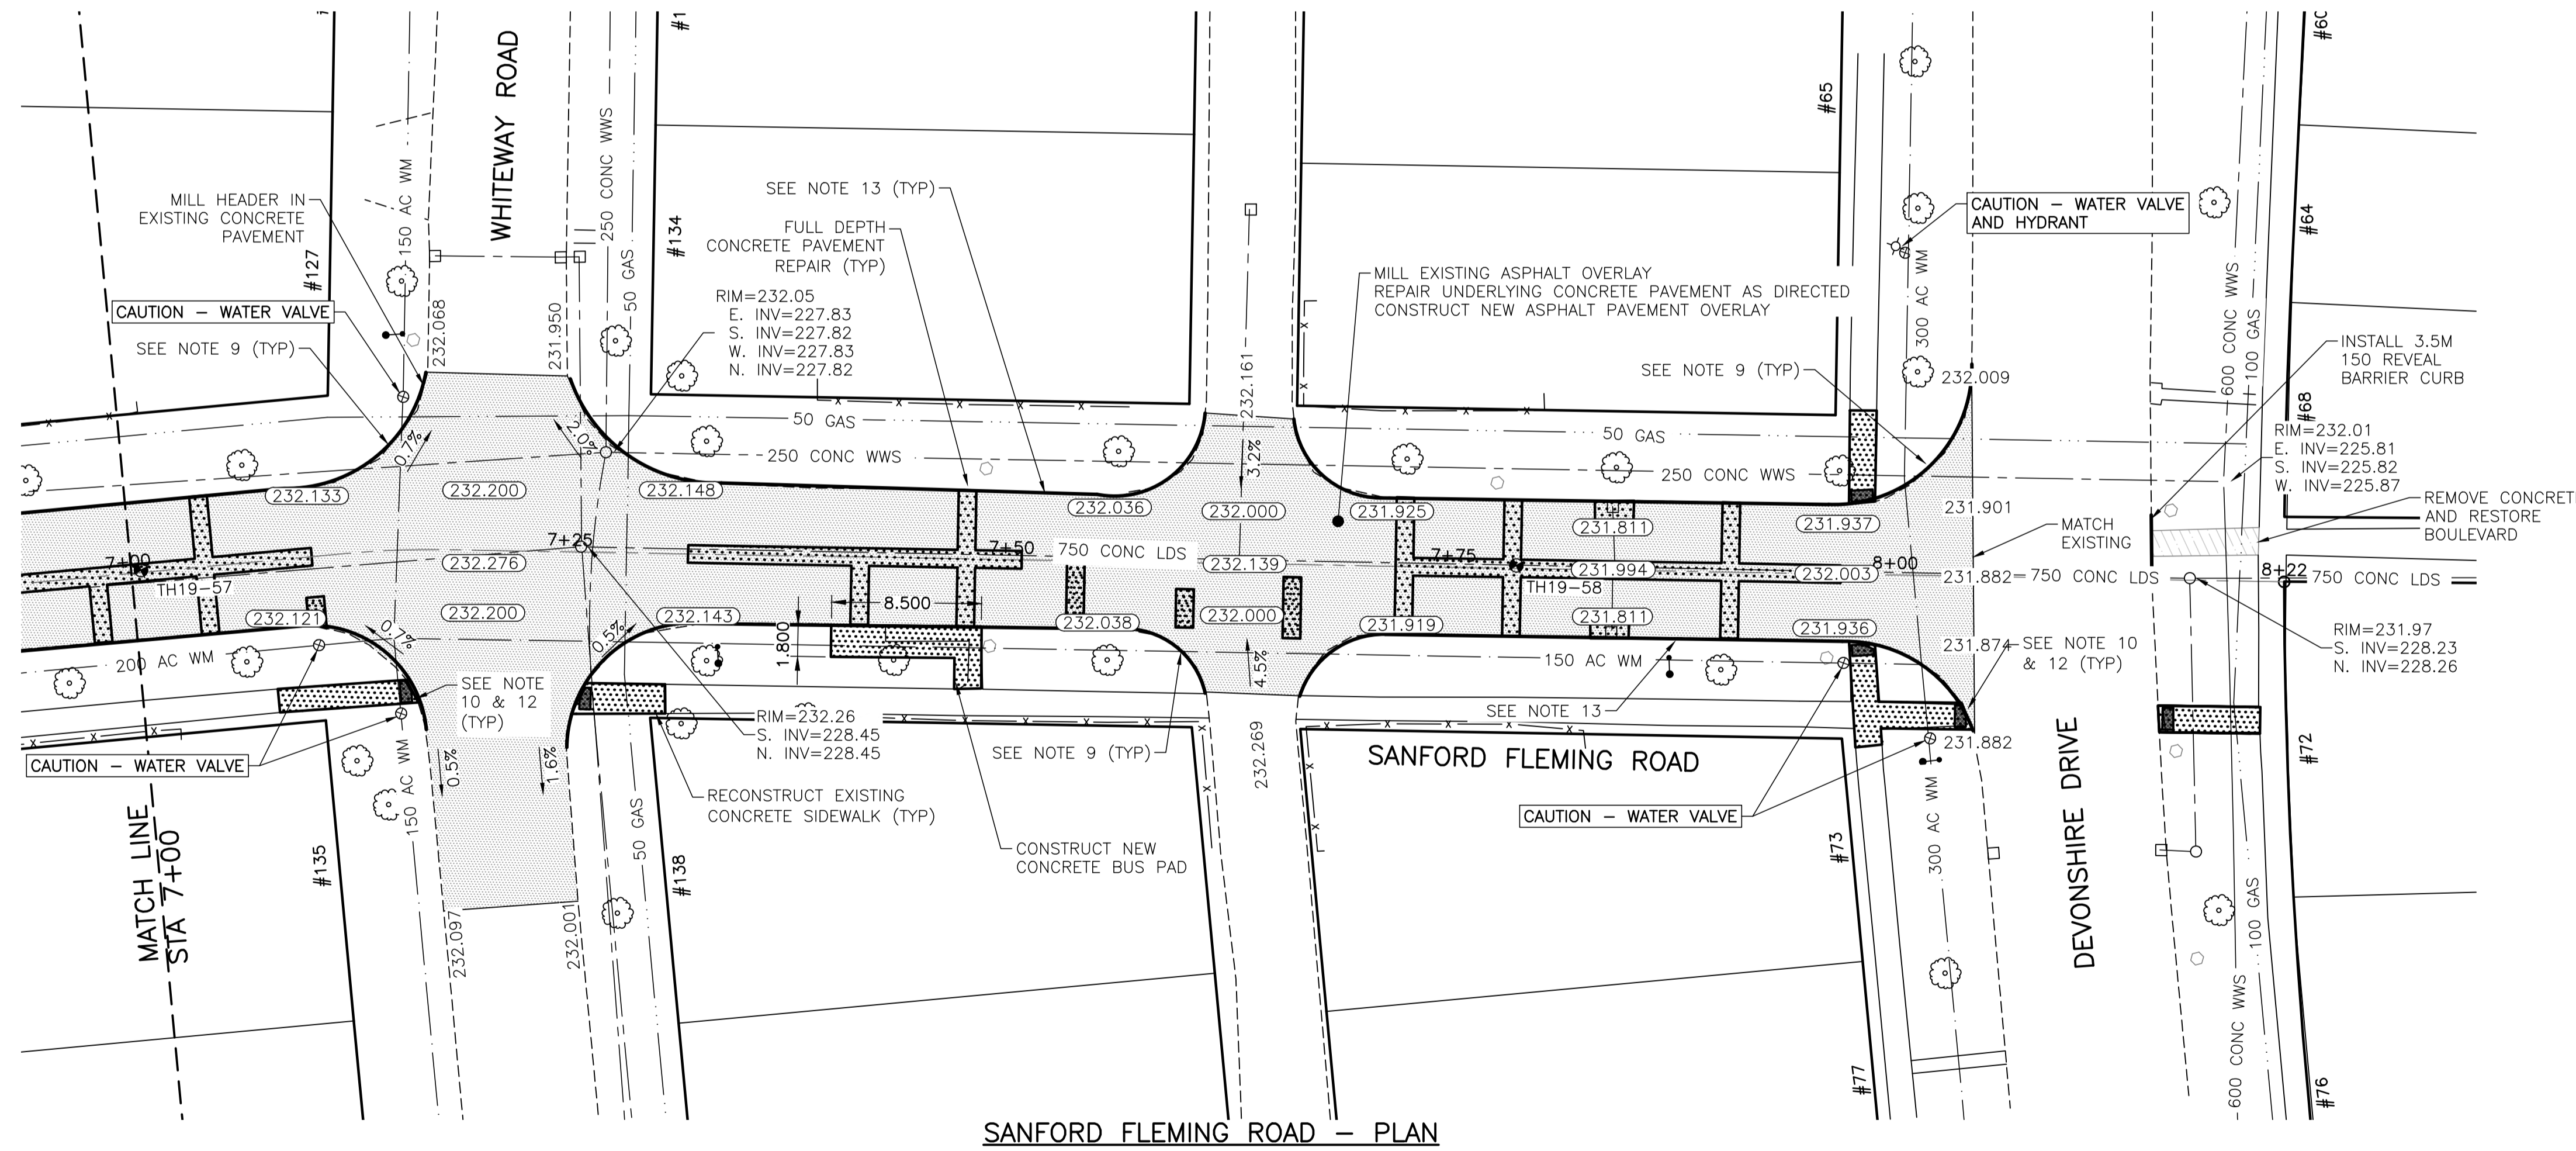 WHITEWAY ROAD
150 AC WM
250 CONC WWS
50 GAS
#127
#134
#65
#60
#64
#68
MILL HEADER IN
EXISTING CONCRETE
PAVEMENT
CAUTION – WATER VALVE
SEE NOTE 9 (TYP)
232.068
231.950
SEE NOTE 13 (TYP)
FULL DEPTH
CONCRETE PAVEMENT
REPAIR (TYP)
RIM=232.05
E. INV=227.83
S. INV=227.82
W. INV=227.83
N. INV=227.82
232.161
3.2%
MILL EXISTING ASPHALT OVERLAY
REPAIR UNDERLYING CONCRETE PAVEMENT AS DIRECTED
CONSTRUCT NEW ASPHALT PAVEMENT OVERLAY
SEE NOTE 9 (TYP)
CAUTION – WATER VALVE
AND HYDRANT
300 AC WM
600 CONC WWS
100 GAS
INSTALL 3.5M
150 REVEAL
BARRIER CURB
232.009
RIM=232.01
E. INV=225.81
S. INV=225.82
W. INV=225.87
REMOVE CONCRETE
AND RESTORE
BOULEVARD
MATCH
EXISTING
0.7%
2.0%
50 GAS
250 CONC WWS
50 GAS
250 CONC WWS
232.133
232.200
232.148
232.036
232.000
231.925
231.811
231.937
231.901
7+00
7+25
7+50
750 CONC LDS
7+75
8+00
8+22
TH19-57
232.276
232.139
TH19-58
231.994
232.003
231.882
750 CONC LDS
750 CONC LDS
232.121
232.200
232.143
8.500
1.800
232.038
232.000
231.919
231.811
231.936
231.874
0.7%
0.5%
4.5%
200 AC WM
150 AC WM
SEE NOTE
10 & 12
(TYP)
SEE NOTE 10
& 12 (TYP)
RIM=231.97
S. INV=228.23
N. INV=228.26
RIM=232.26
S. INV=228.45
N. INV=228.45
SEE NOTE 9 (TYP)
SEE NOTE 13
231.882
SANFORD FLEMING ROAD
CAUTION – WATER VALVE
CAUTION – WATER VALVE
0.5%
1.6%
232.269
RECONSTRUCT EXISTING
CONCRETE SIDEWALK (TYP)
CONSTRUCT NEW
CONCRETE BUS PAD
MATCH LINE
STA 7+00
#135
150 AC WM
50 GAS
#138
232.097
232.001
#73
#77
300 AC WM
DEVONSHIRE DRIVE
#72
#76
100 GAS
600 CONC WWS
SANFORD FLEMING ROAD – PLAN